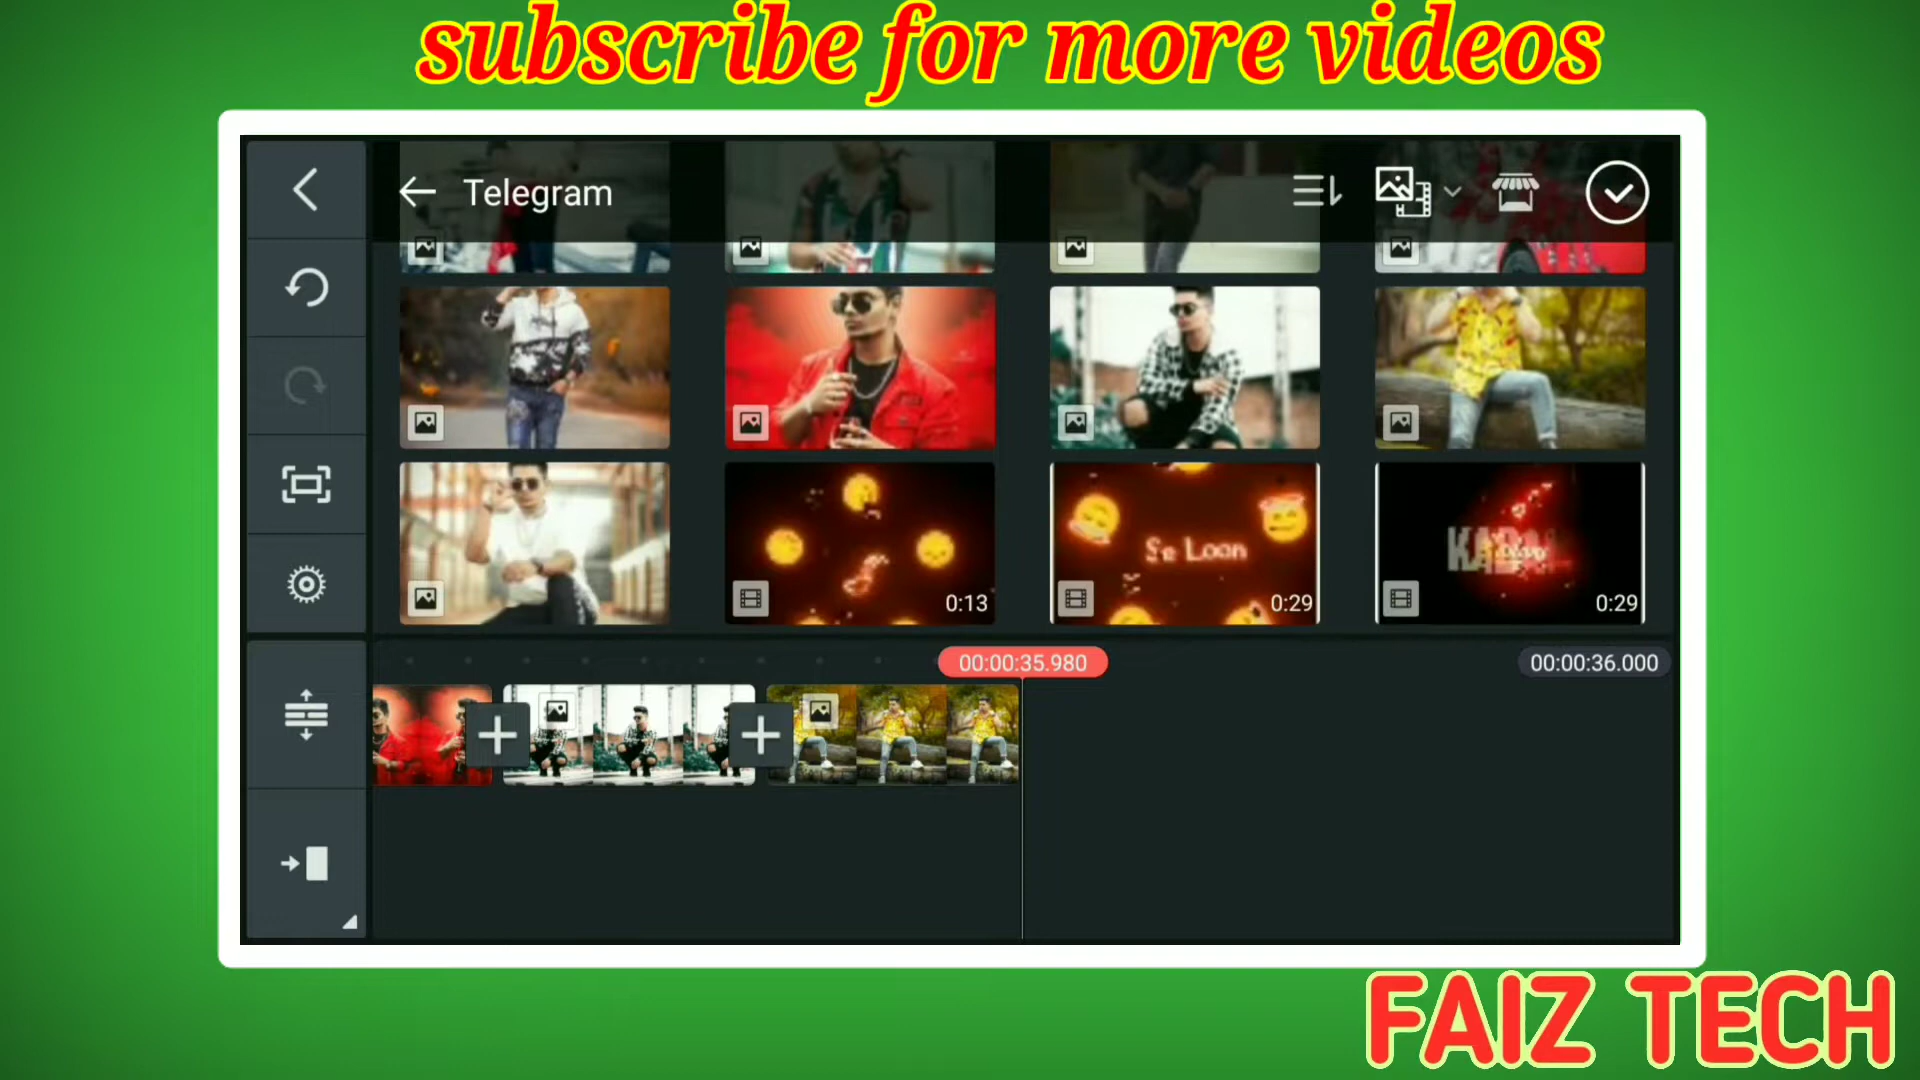 subscribe for more videos
Telegram
Se Loon
0:13
0:29
0:29
00:00:35.980
00:00:36.000
FAIZ TECH